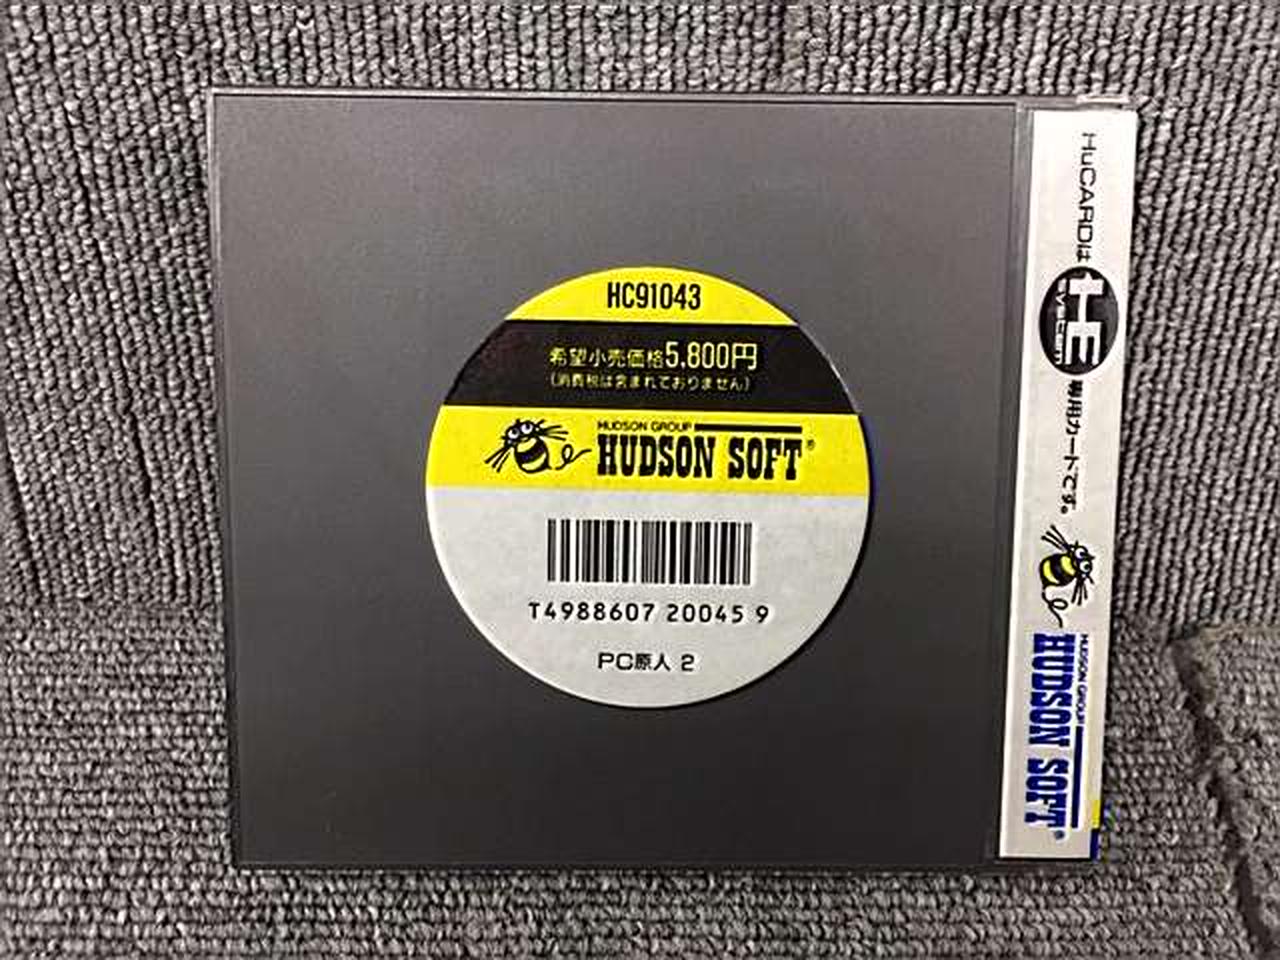 HC91043
希望小売価格5,800円
(消費税は含まれておりません)
HUDSON GROUP
HUDSON SOFT®
T4988607 20045 9
PC原人 2
HuCARDは HE system 専用カードです。
HUDSON GROUP
HUDSON SOFT®